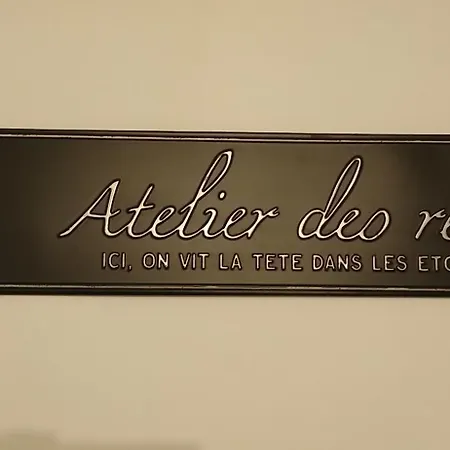 Atelier des
ICI, ON VIT LA TETE DANS LES